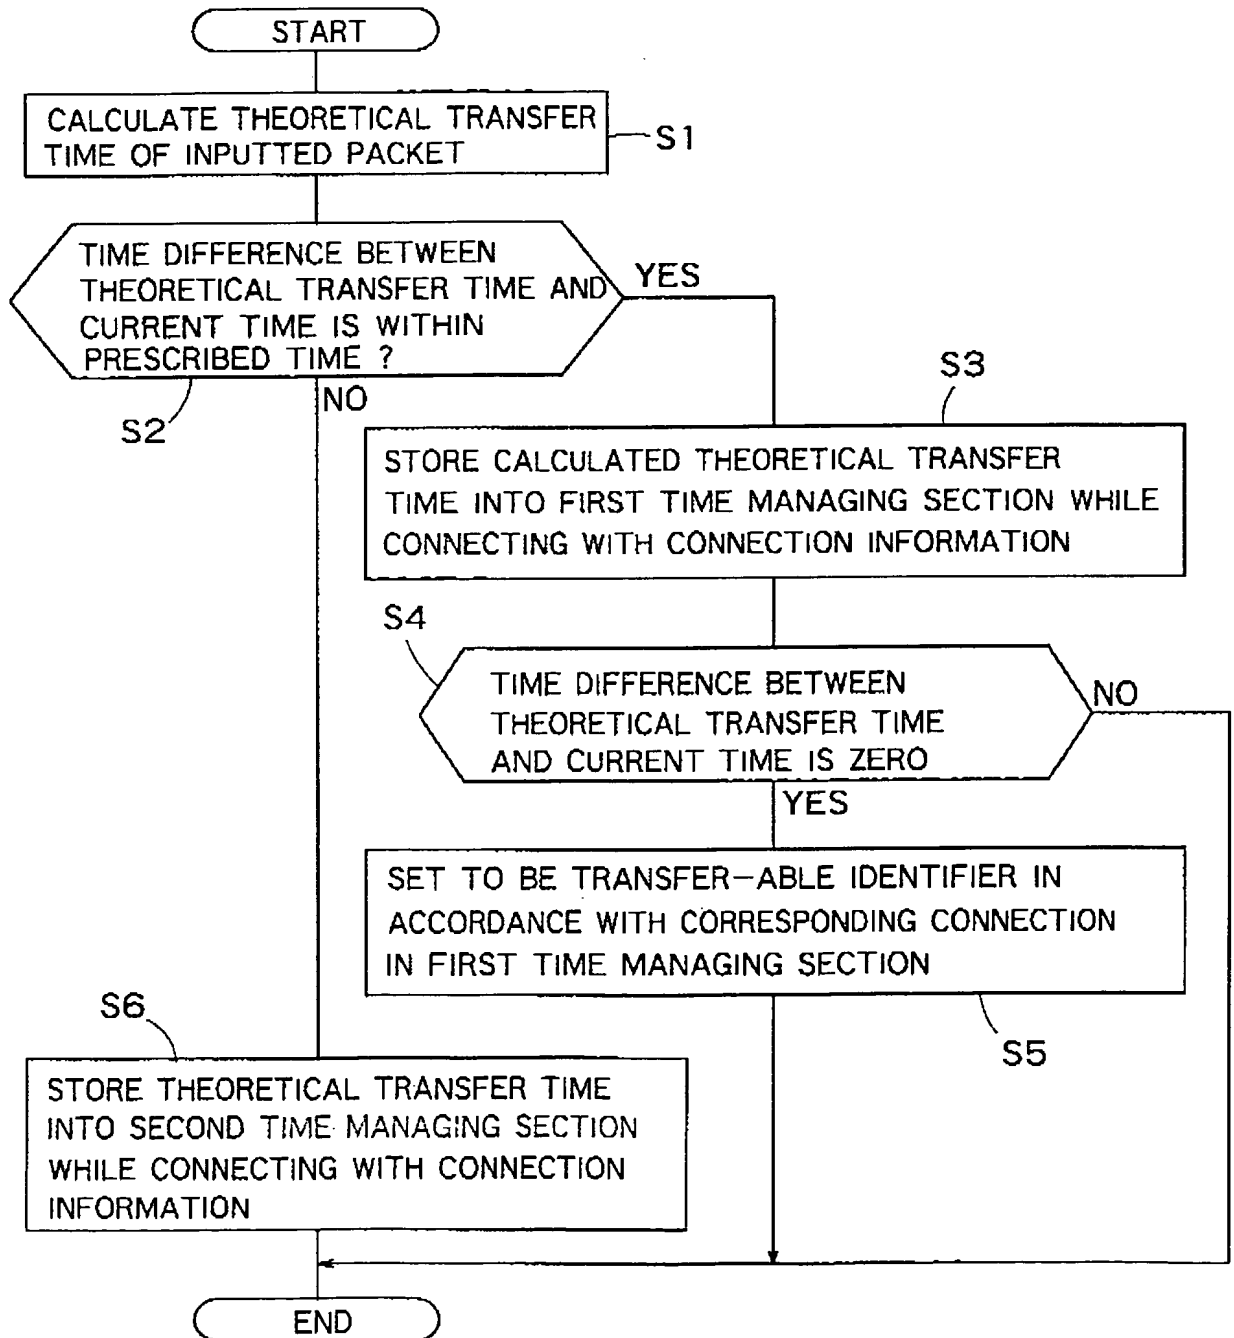 START
CALCULATE THEORETICAL TRANSFER
TIME OF INPUTTED PACKET
S1
TIME DIFFERENCE BETWEEN
THEORETICAL TRANSFER TIME AND
CURRENT TIME IS WITHIN
PRESCRIBED TIME ?
YES
S2
NO
S3
STORE CALCULATED THEORETICAL TRANSFER
TIME INTO FIRST TIME MANAGING SECTION WHILE
CONNECTING WITH CONNECTION INFORMATION
S4
TIME DIFFERENCE BETWEEN
THEORETICAL TRANSFER TIME
AND CURRENT TIME IS ZERO
NO
YES
SET TO BE TRANSFER-ABLE IDENTIFIER IN
ACCORDANCE WITH CORRESPONDING CONNECTION
IN FIRST TIME MANAGING SECTION
S5
S6
STORE THEORETICAL TRANSFER TIME
INTO SECOND TIME MANAGING SECTION
WHILE CONNECTING WITH CONNECTION
INFORMATION
END